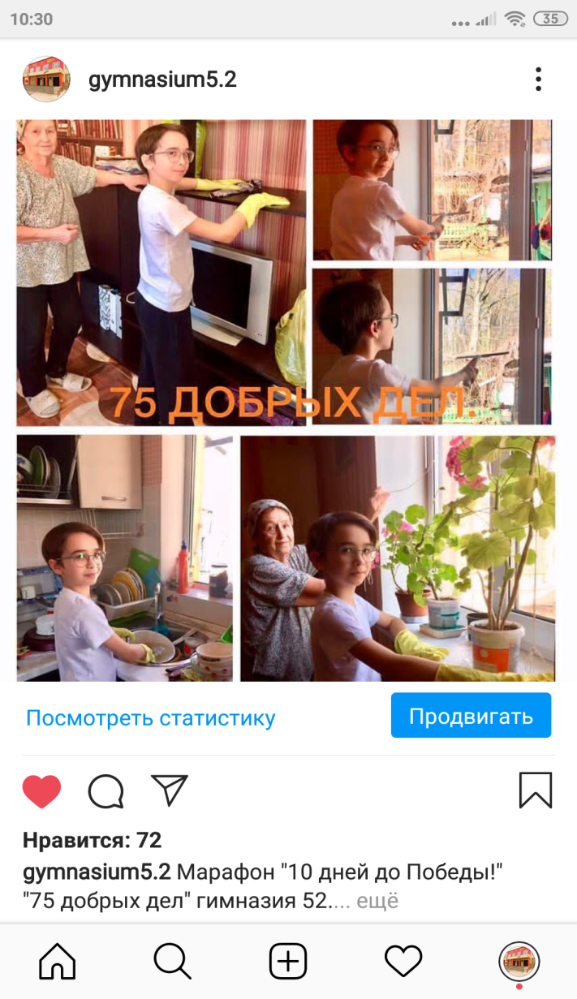 10:30
35
gymnasium5.2
75 ДОБРЫХ ДЕЛ.
Посмотреть статистику
Продвигать
Нравится: 72
gymnasium5.2 Марафон "10 дней до Победы!"
"75 добрых дел" гимназия 52.... ещё